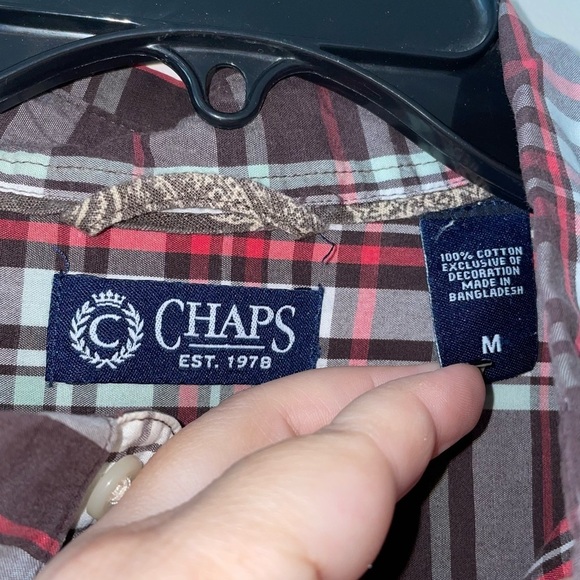 C CHAPS
EST. 1978
100% COTTON
EXCLUSIVE OF
DECORATION
MADE IN
BANGLADESH
M